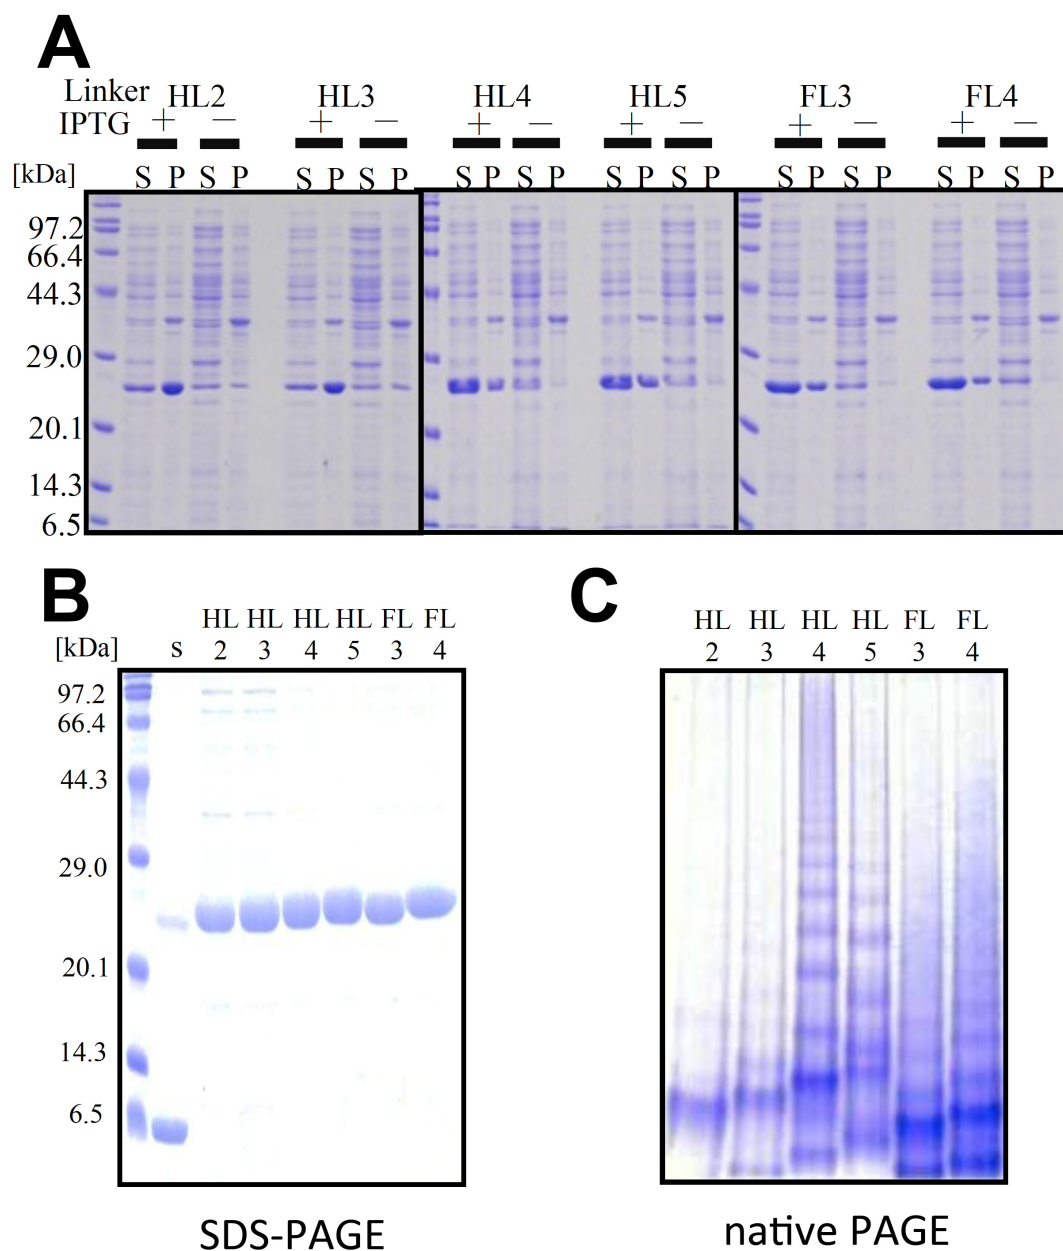 A
Linker HL2 HL3 HL4 HL5 FL3 FL4
IPTG + − + − + − + − + − + −
[kDa] S P S P S P S P S P S P S P S P S P S P S P S P
97.2
66.4
44.3
29.0
20.1
14.3
6.5
B
HL HL HL HL FL FL
[kDa] s 2 3 4 5 3 4
97.2
66.4
44.3
29.0
20.1
14.3
6.5
SDS-PAGE
C
HL HL HL HL FL FL
2 3 4 5 3 4
native PAGE